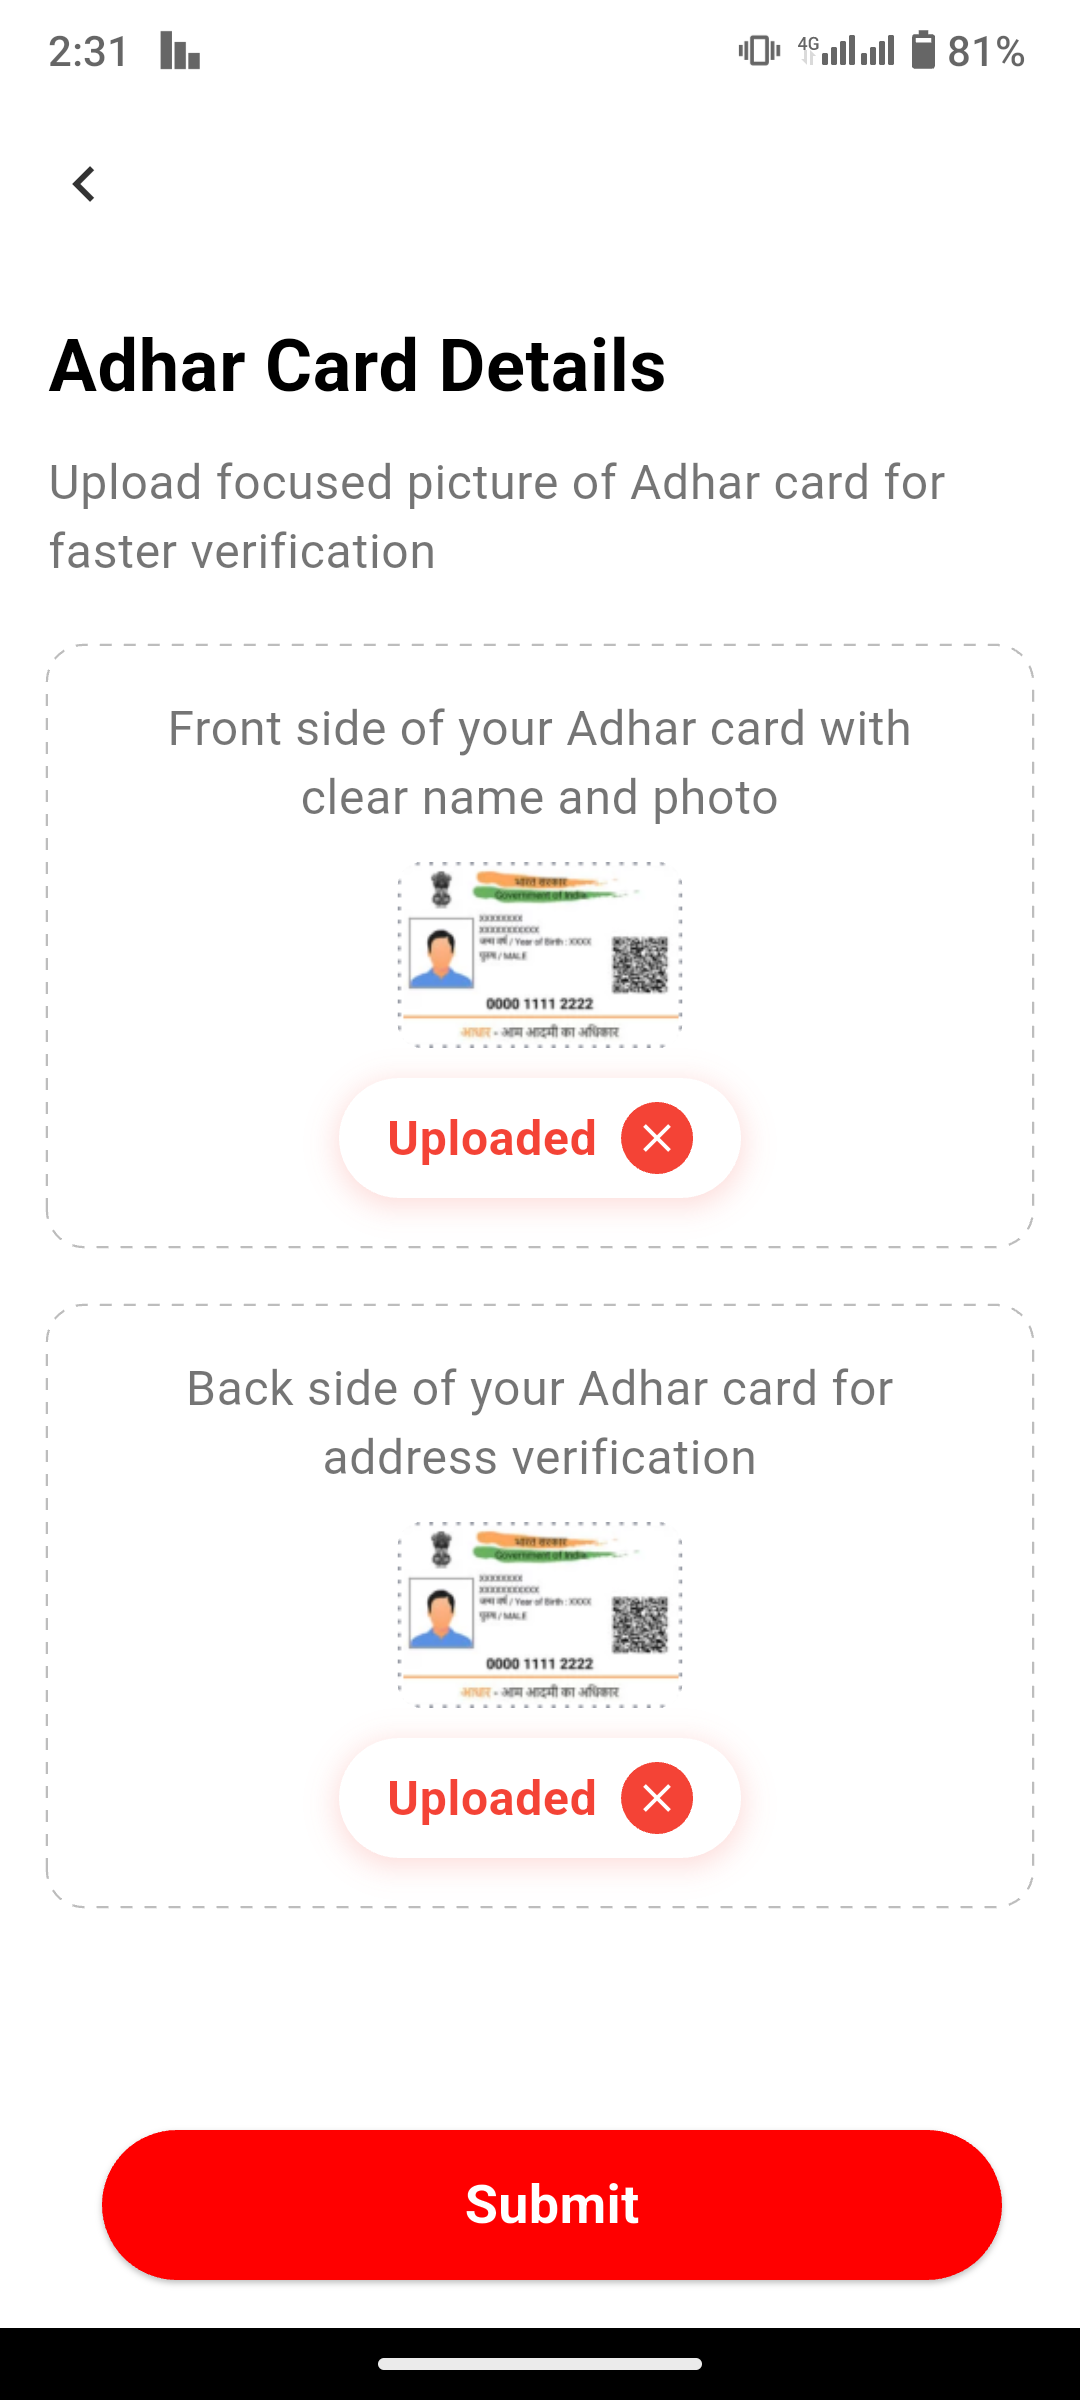 2:31
4G
81%
Adhar Card Details
Upload focused picture of Adhar card for
faster verification
Front side of your Adhar card with
clear name and photo
भारत सरकार
Government of India
XXXXXXXX
XXXXXXXXXXX
जन्म वर्ष / Year of Birth : XXXX
पुरुष / MALE
0000 1111 2222
आधार - आम आदमी का अधिकार
Uploaded
Back side of your Adhar card for
address verification
भारत सरकार
Government of India
XXXXXXXX
XXXXXXXXXXX
जन्म वर्ष / Year of Birth : XXXX
पुरुष / MALE
0000 1111 2222
आधार - आम आदमी का अधिकार
Uploaded
Submit